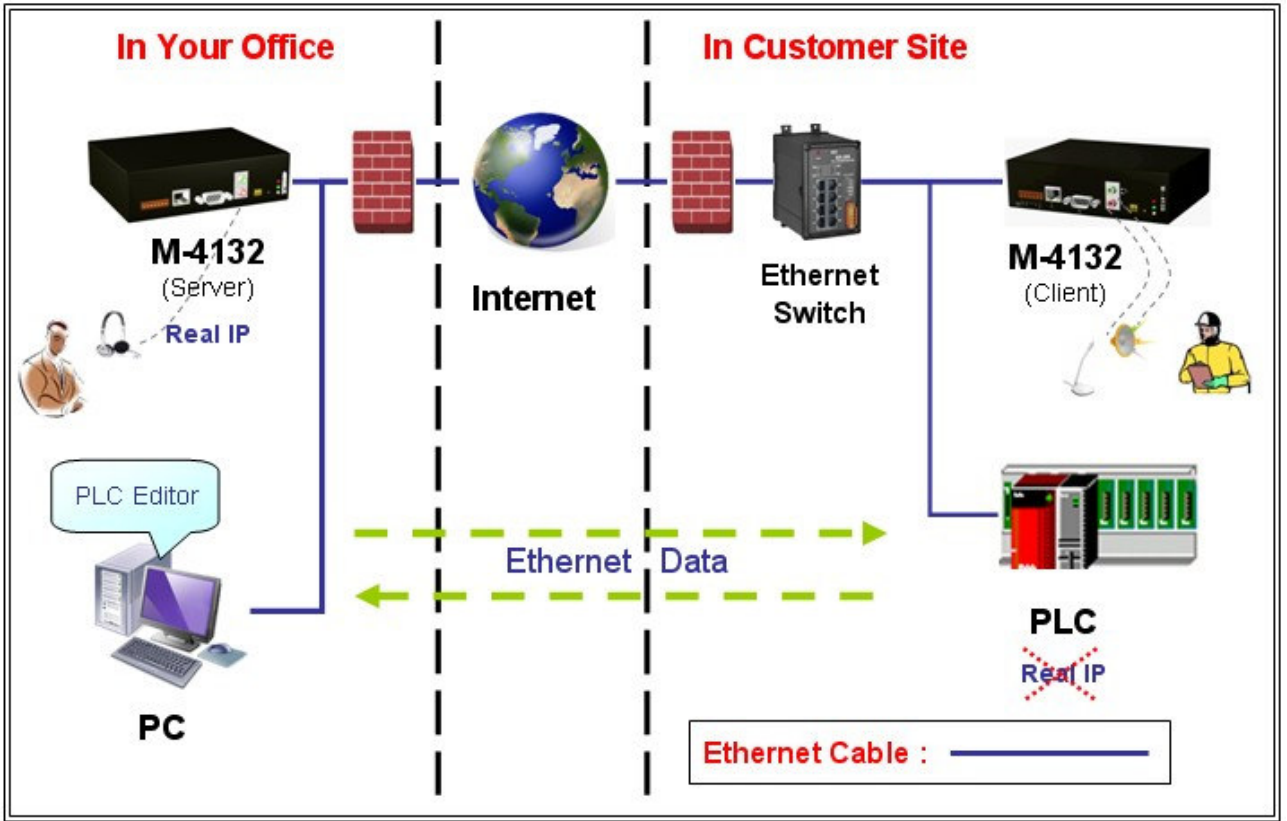 In Your Office
In Customer Site
M-4132
(Server)
Real IP
Internet
Ethernet
Switch
M-4132
(Client)
PLC Editor
Ethernet Data
PC
PLC
Real IP
Ethernet Cable :